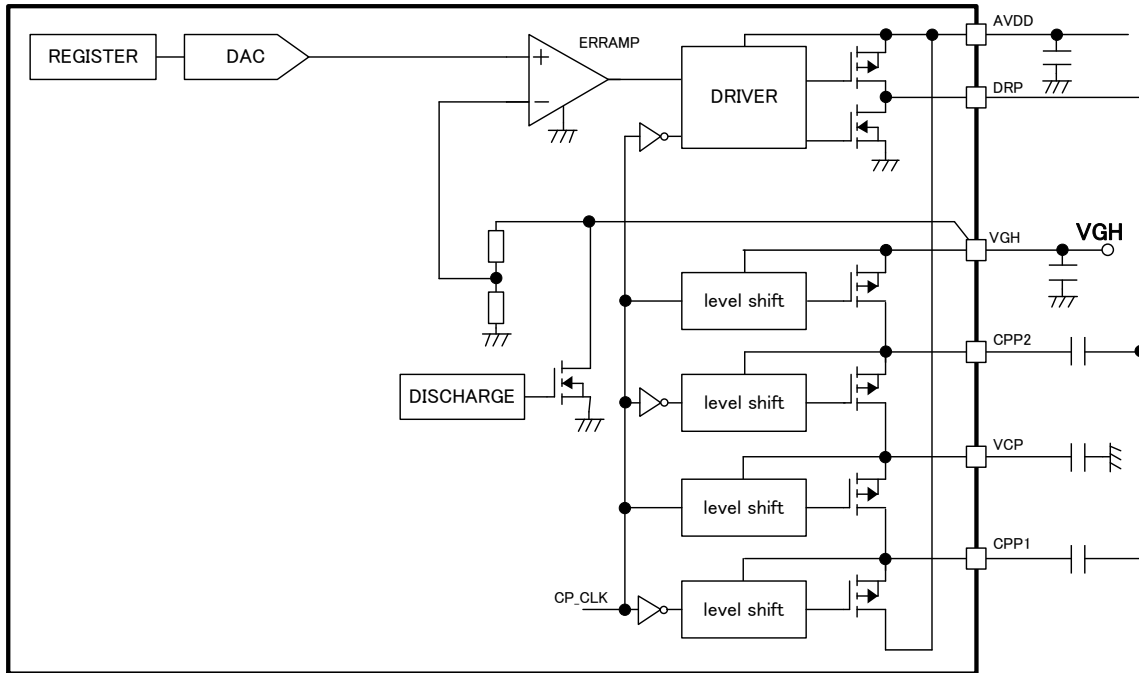 AVDD
ERRAMP
REGISTER
DAC
+
−
DRIVER
DRP
VGH
VGH
level shift
CPP2
DISCHARGE
level shift
VCP
level shift
CPP1
CP_CLK
level shift